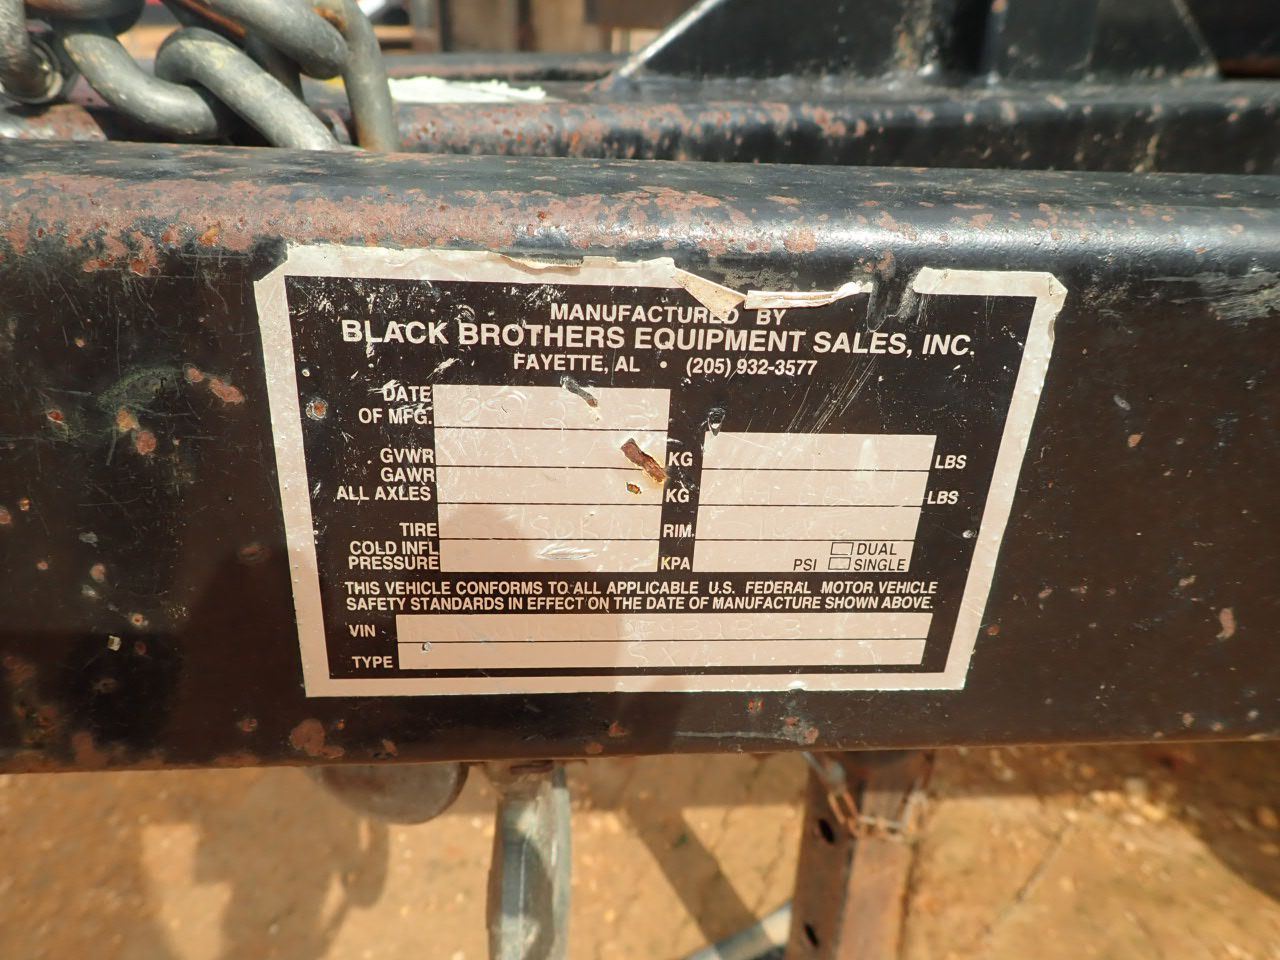 MANUFACTURED BY
BLACK BROTHERS EQUIPMENT SALES, INC.
FAYETTE, AL • (205) 932-3577
DATE
OF MFG.
GVWR KG LBS
GAWR
ALL AXLES KG LBS
TIRE RIM
COLD INFL DUAL
PRESSURE KPA PSI SINGLE
THIS VEHICLE CONFORMS TO ALL APPLICABLE U.S. FEDERAL MOTOR VEHICLE
SAFETY STANDARDS IN EFFECT ON THE DATE OF MANUFACTURE SHOWN ABOVE.
VIN
TYPE